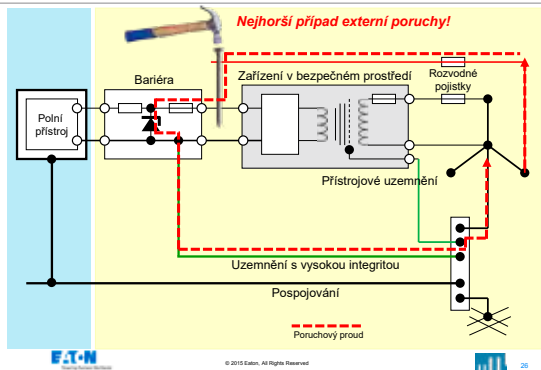 Nejhorší případ externí poruchy!
Bariéra
Zařízení v bezpečném prostředí
Rozvodné
pojistky
Polní
přístroj
Přístrojové uzemnění
Uzemnění s vysokou integritou
Pospojování
Poruchový proud
EATON
© 2015 Eaton, All Rights Reserved
26